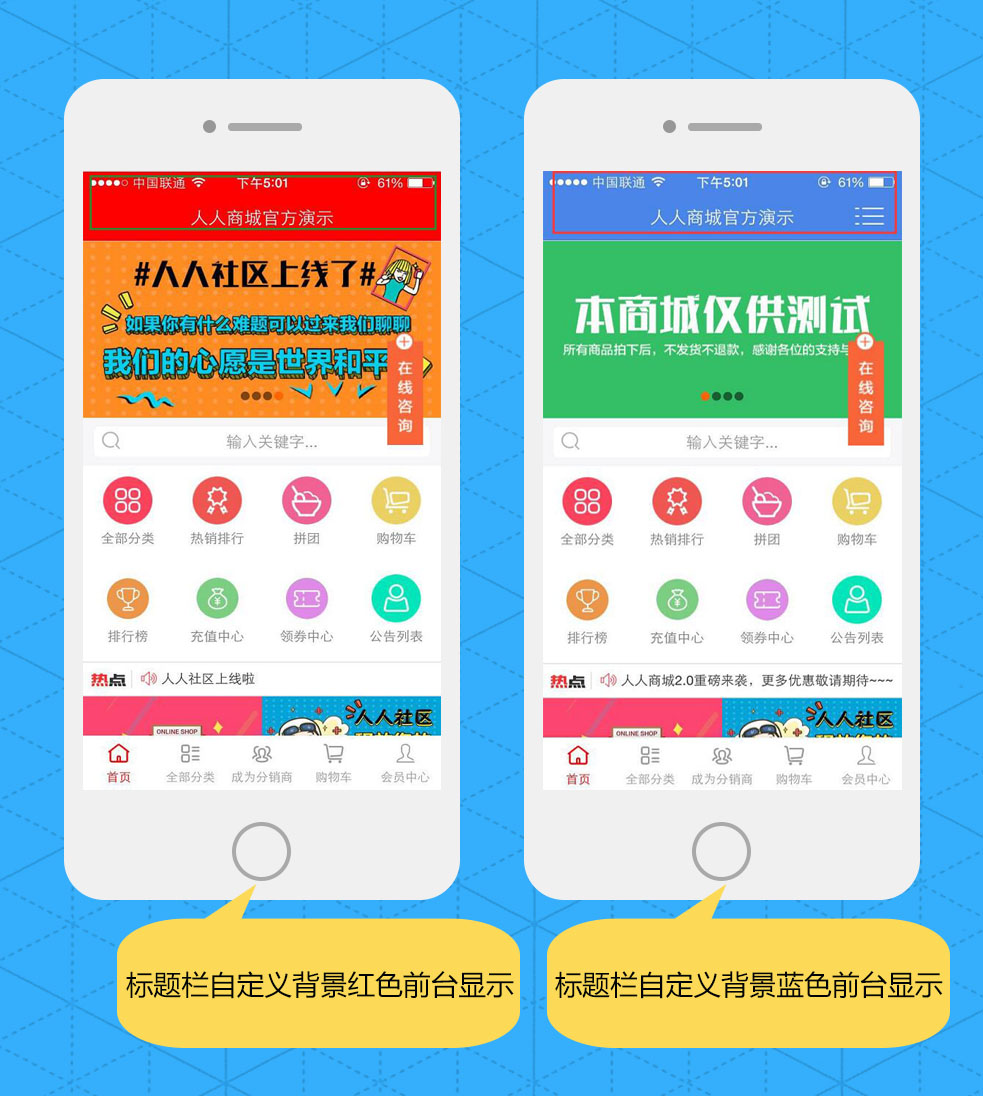 中国联通 下午5:01 61%
人人商城官方演示
#人人社区上线了#
如果你有什么难题可以过来我们聊聊
我们的心愿是世界和平
在线咨询
输入关键字...
全部分类 热销排行 拼团 购物车
排行榜 充值中心 领券中心 公告列表
热点 人人社区上线啦
ONLINE SHOP
人人社区
首页 全部分类 成为分销商 购物车 会员中心
标题栏自定义背景红色前台显示
中国联通 下午5:01 61%
人人商城官方演示
本商城仅供测试
所有商品拍下后，不发货不退款，感谢各位的支持与
在线咨询
输入关键字...
全部分类 热销排行 拼团 购物车
排行榜 充值中心 领券中心 公告列表
热点 人人商城2.0重磅来袭，更多优惠敬请期待~~~
ONLINE SHOP
人人社区
首页 全部分类 成为分销商 购物车 会员中心
标题栏自定义背景蓝色前台显示